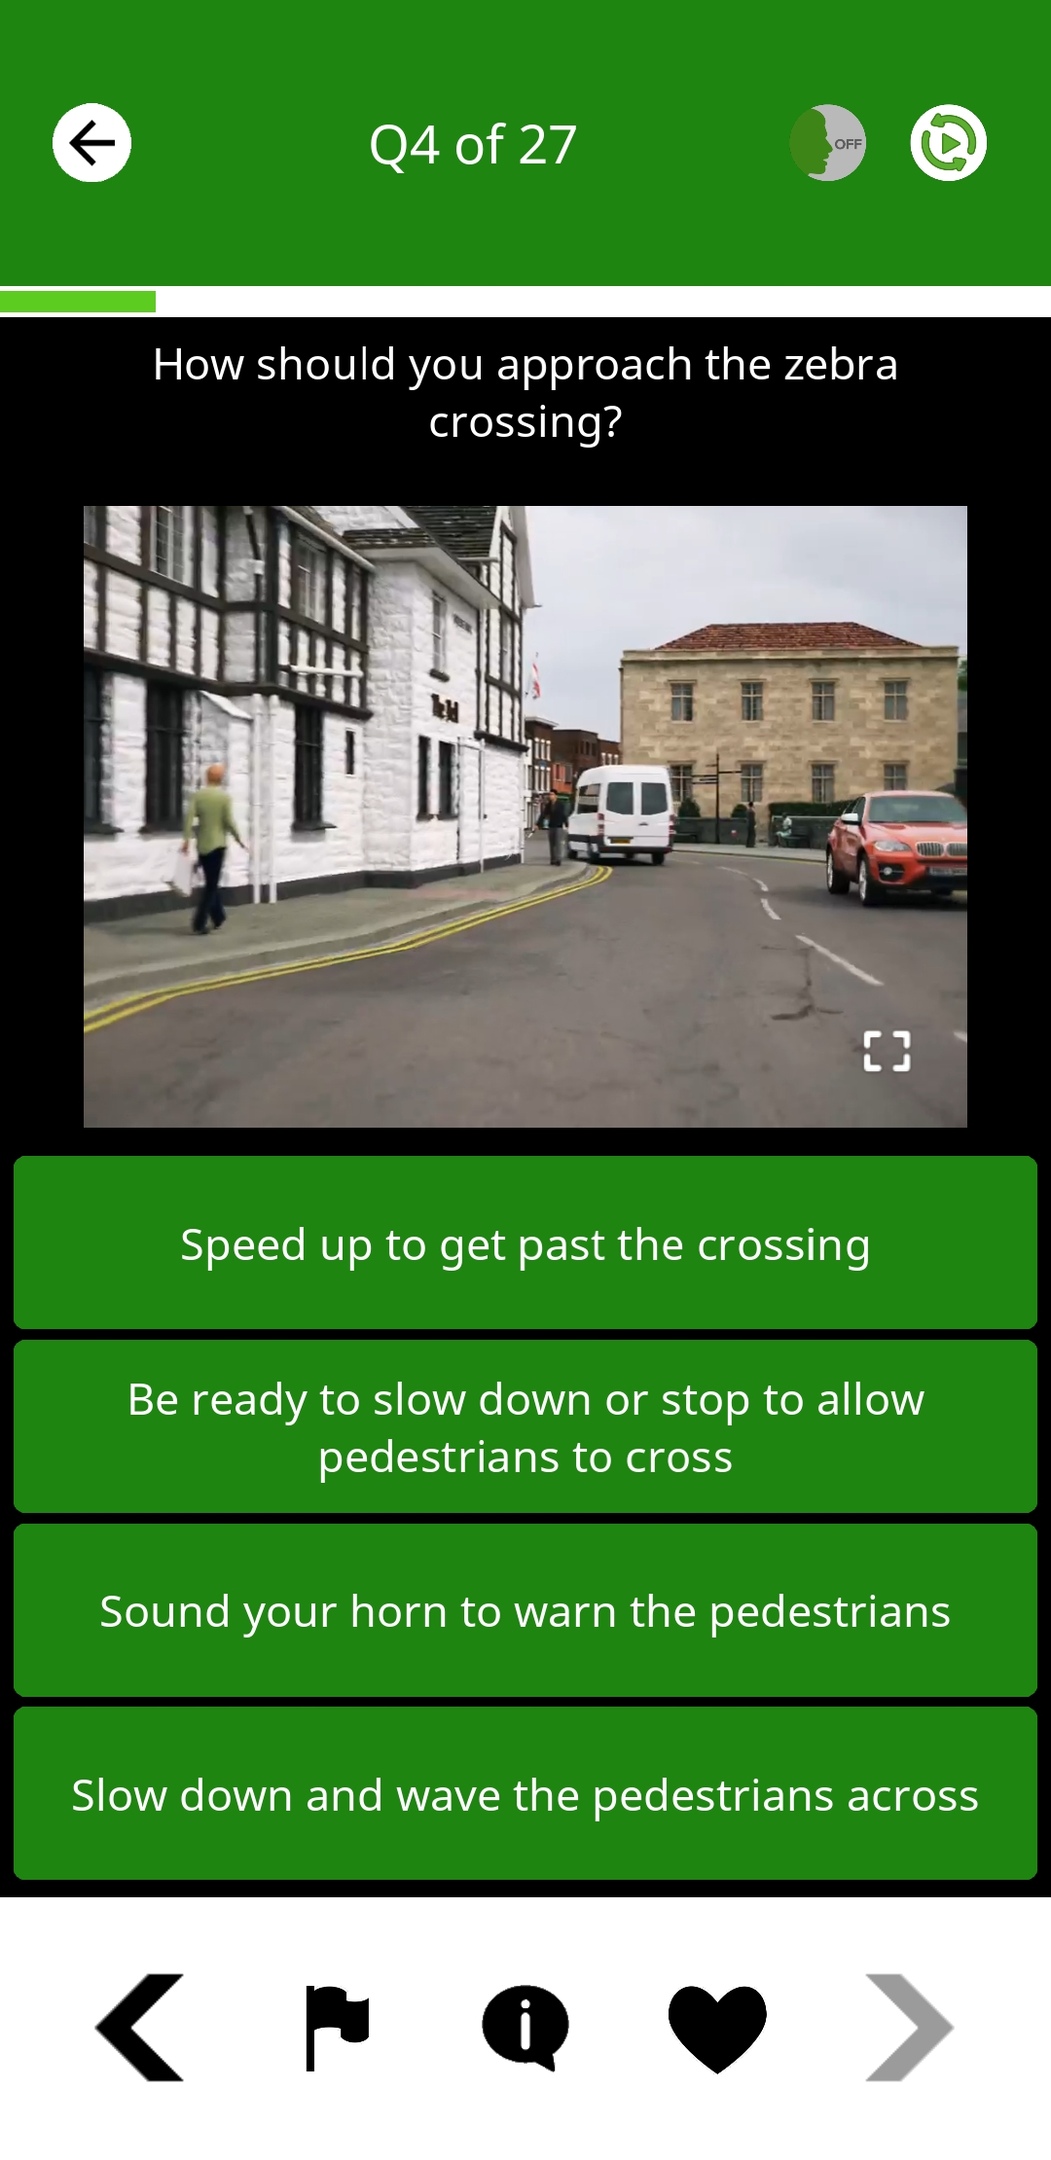 Q4 of 27
OFF
How should you approach the zebra
crossing?
Speed up to get past the crossing
Be ready to slow down or stop to allow
pedestrians to cross
Sound your horn to warn the pedestrians
Slow down and wave the pedestrians across